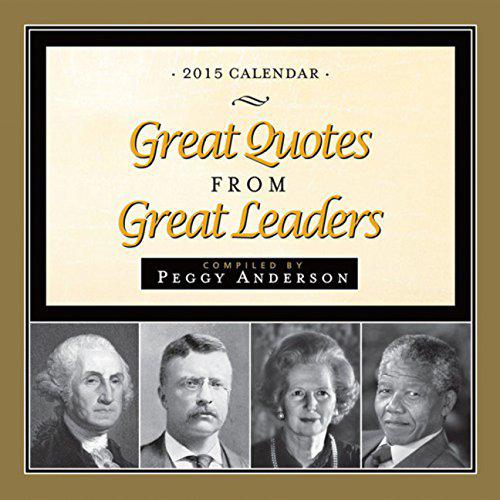 · 2015 CALENDAR ·
Great Quotes
FROM
Great Leaders
COMPILED BY
PEGGY ANDERSON